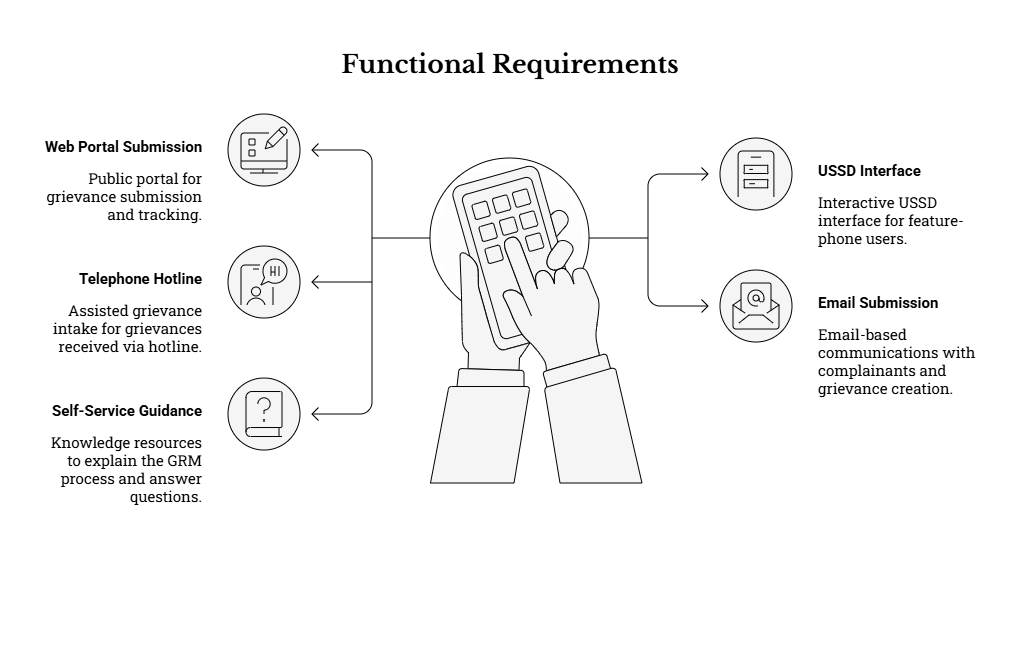 Functional Requirements
Web Portal Submission
Public portal for
grievance submission
and tracking.
Telephone Hotline
HI
Assisted grievance
intake for grievances
received via hotline.
Self-Service Guidance
?
Knowledge resources
to explain the GRM
process and answer
questions.
USSD Interface
Interactive USSD
interface for feature-
phone users.
Email Submission
@
Email-based
communications with
complainants and
grievance creation.